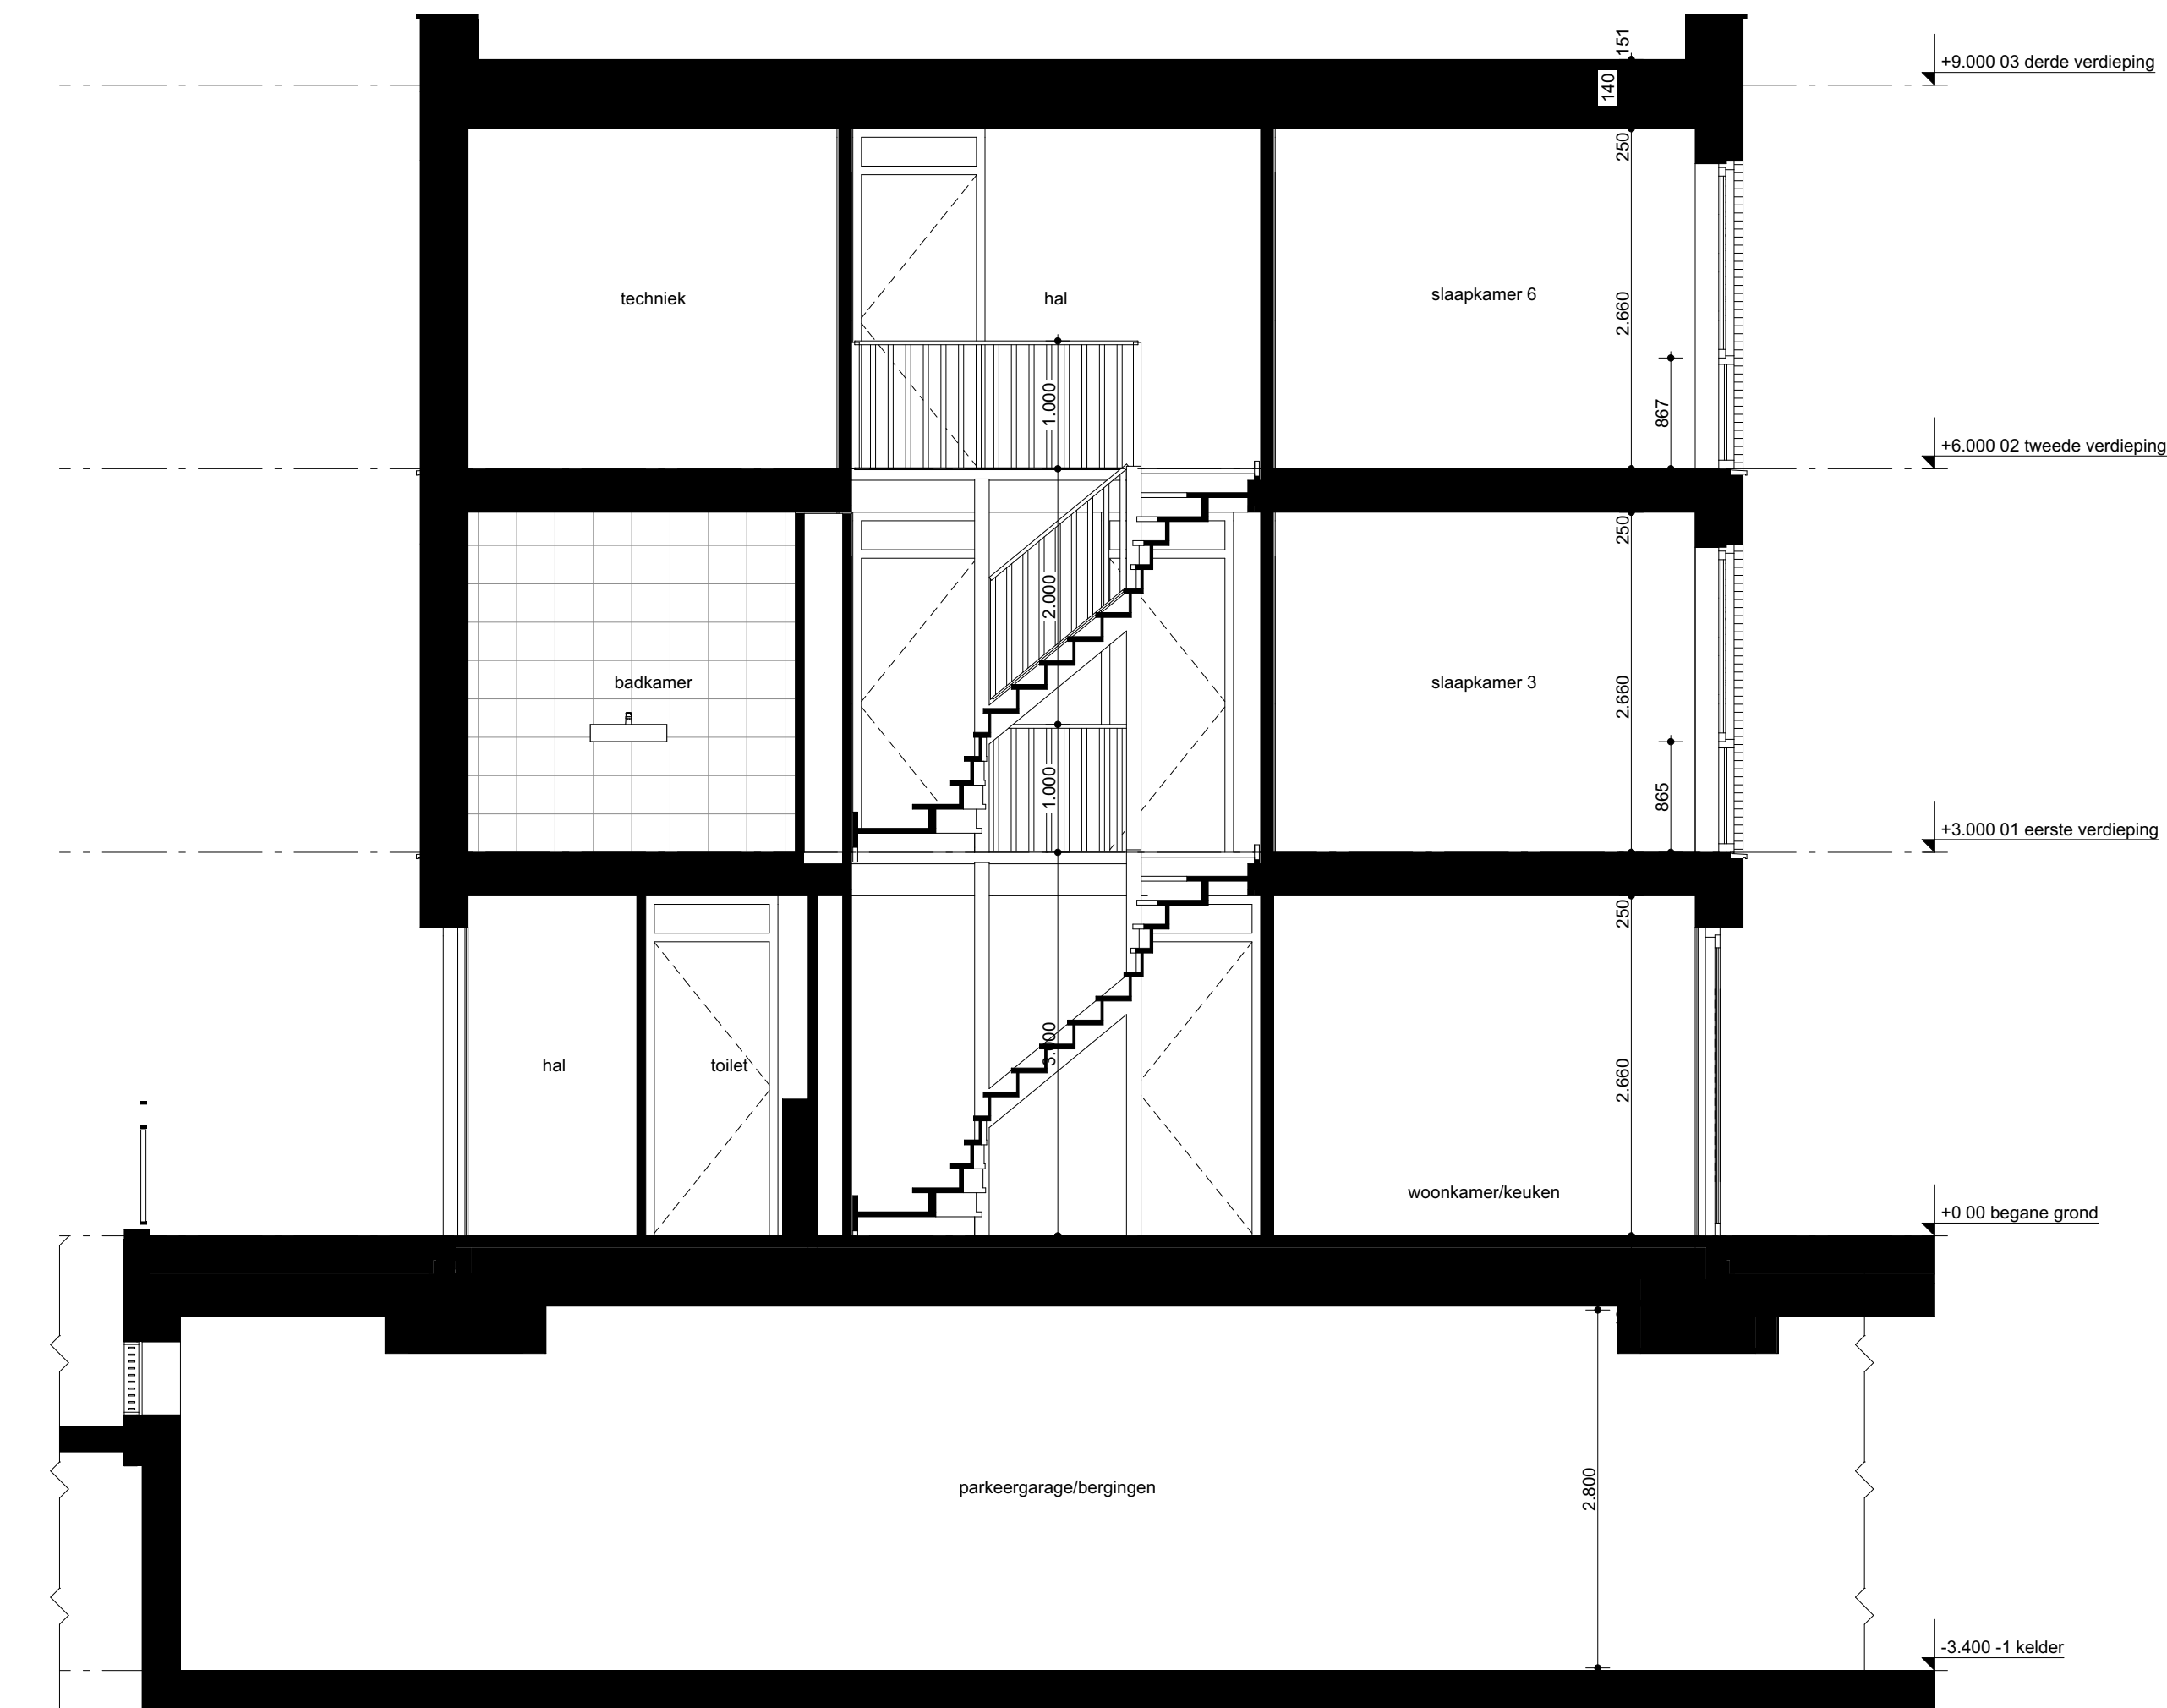 151
+9.000 03 derde verdieping
140
250
techniek
hal
slaapkamer 6
2.660
1.000
867
+6.000 02 tweede verdieping
250
2.000
badkamer
slaapkamer 3
2.660
1.000
865
+3.000 01 eerste verdieping
250
hal
toilet
2.660
woonkamer/keuken
+0 00 begane grond
parkeergarage/bergingen
2.800
-3.400 -1 kelder